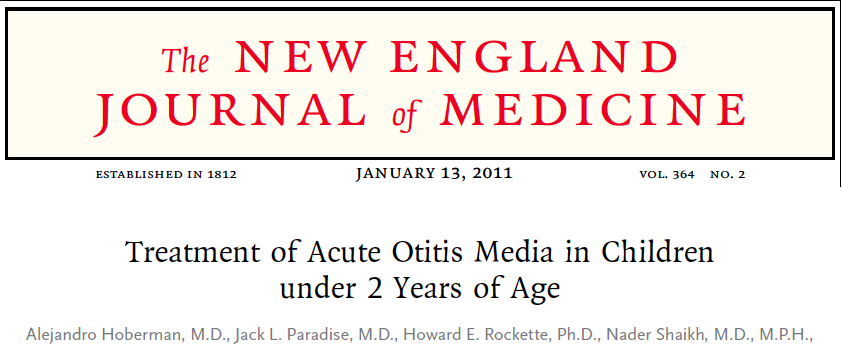 The NEW ENGLAND
JOURNAL of MEDICINE
ESTABLISHED IN 1812 JANUARY 13, 2011 VOL. 364 NO. 2
Treatment of Acute Otitis Media in Children
under 2 Years of Age
Alejandro Hoberman, M.D., Jack L. Paradise, M.D., Howard E. Rockette, Ph.D., Nader Shaikh, M.D., M.P.H.,